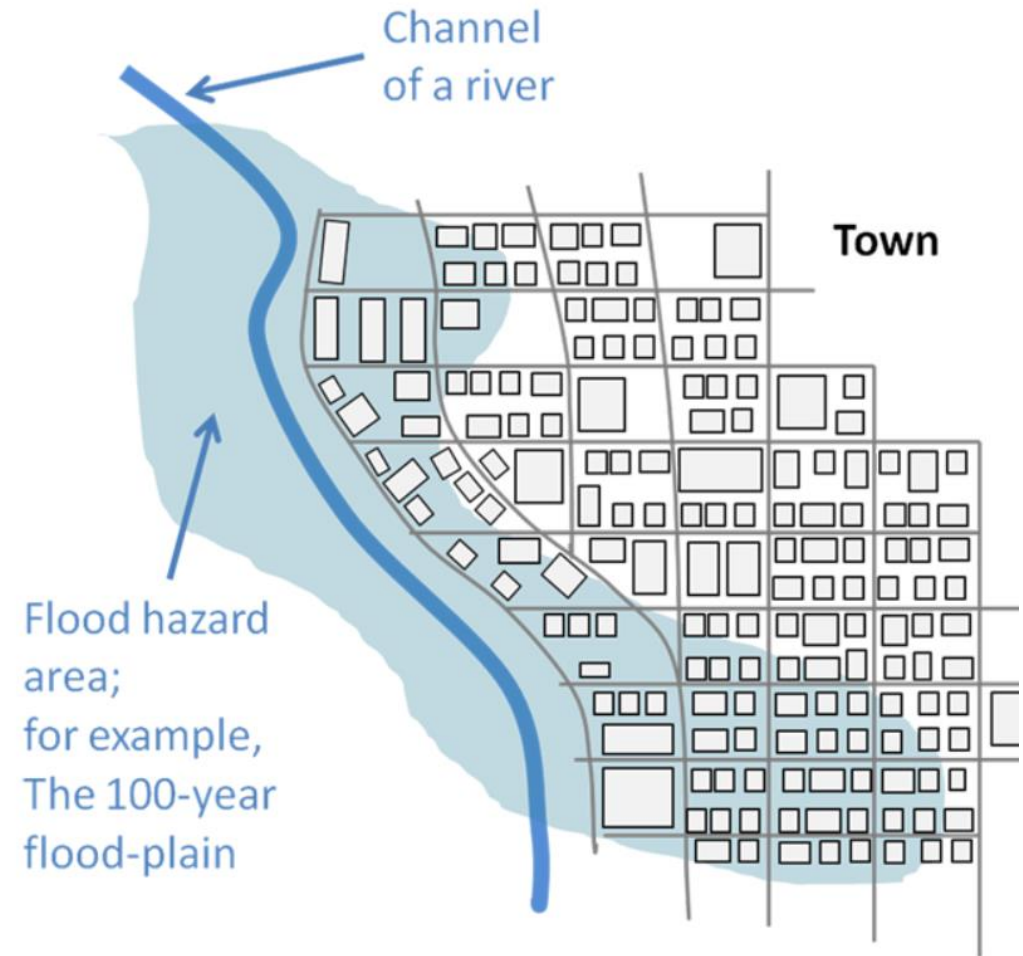 Channel
of a river
Town
Flood hazard
area;
for example,
The 100-year
flood-plain